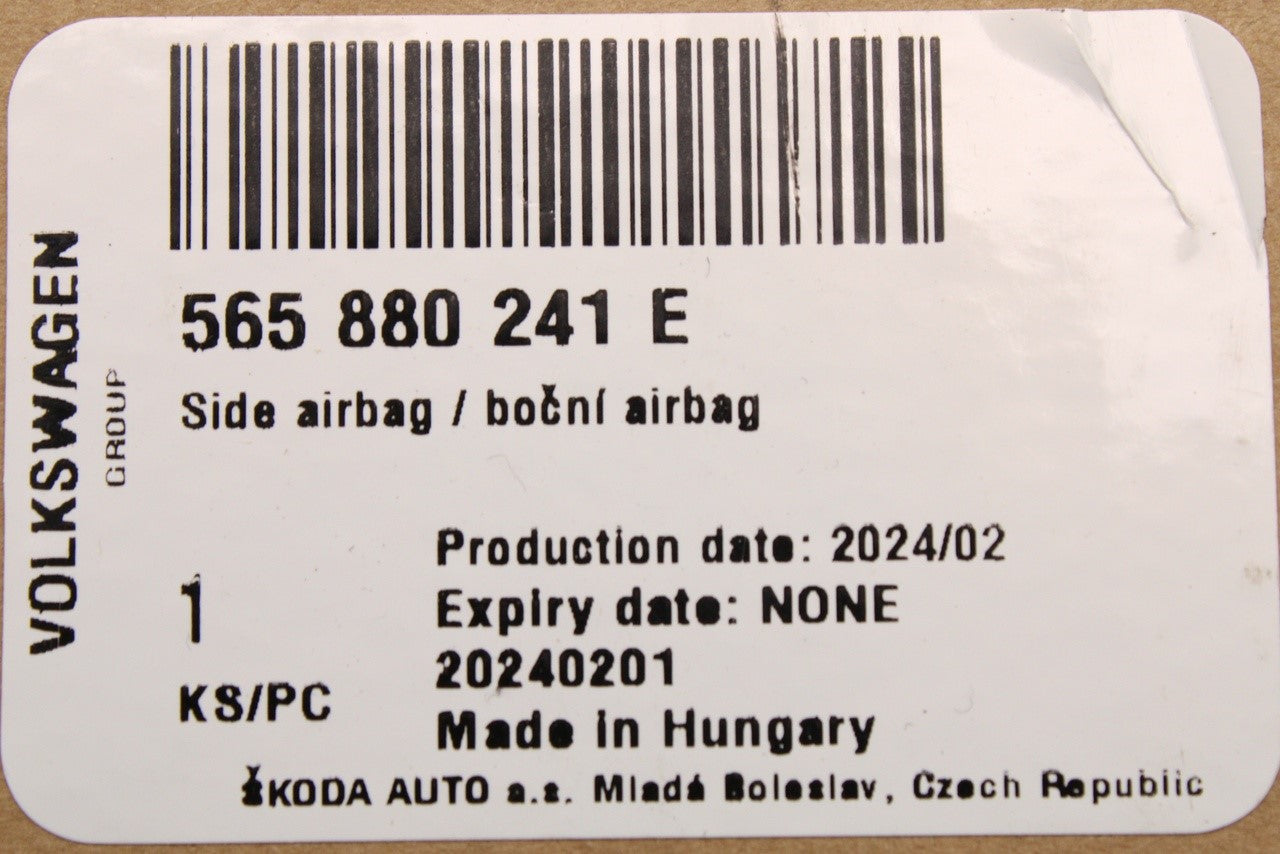 VOLKSWAGEN
GROUP
565 880 241 E
Side airbag / boční airbag
1
KS/PC
Production date: 2024/02
Expiry date: NONE
20240201
Made in Hungary
ŠKODA AUTO a.s. Mladá Boleslav, Czech Republic